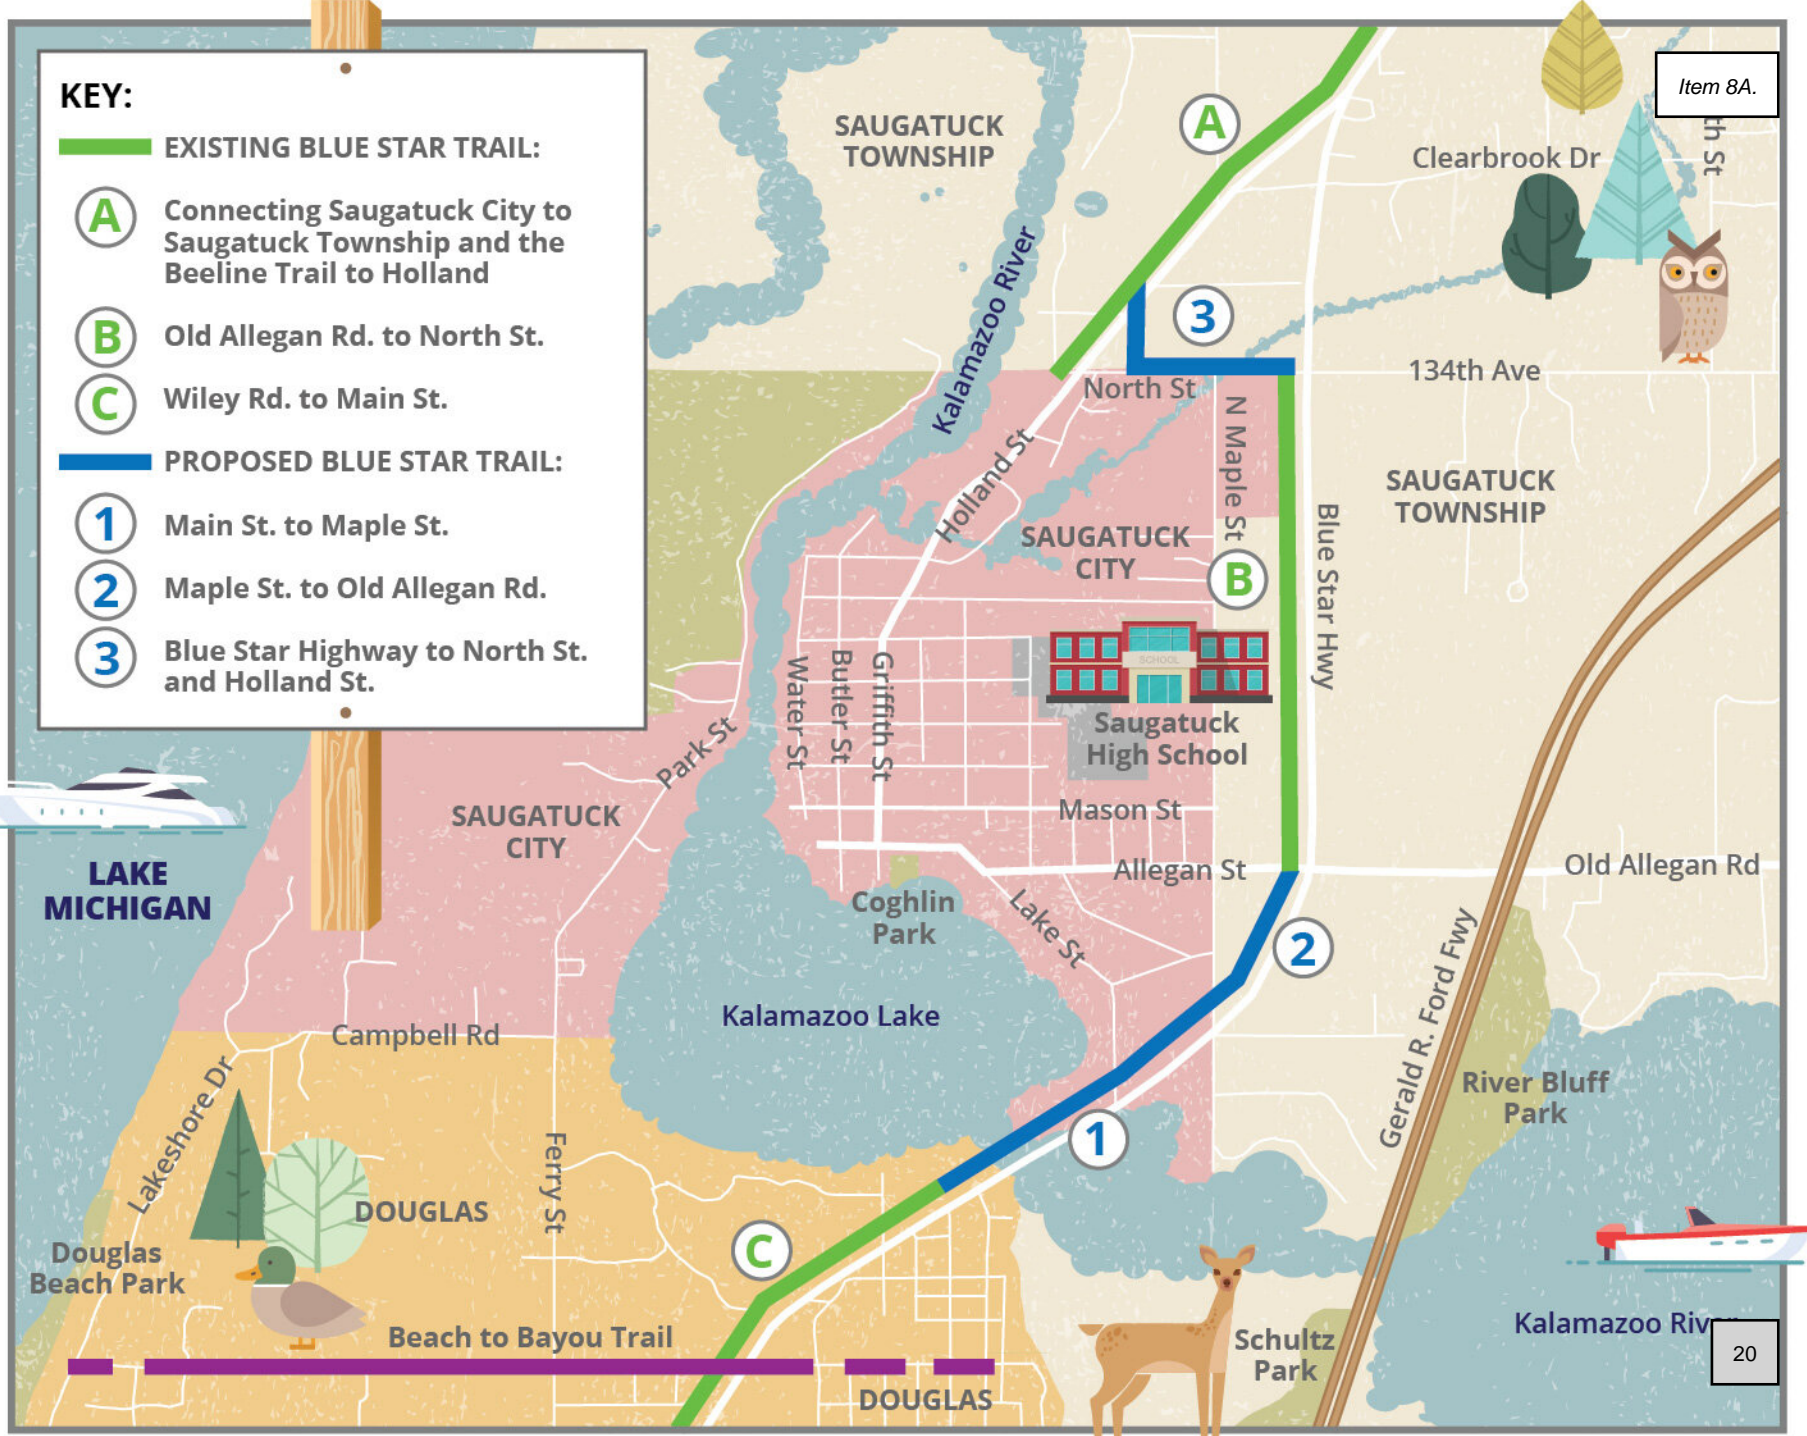 KEY:
EXISTING BLUE STAR TRAIL:
A
Connecting Saugatuck City to
Saugatuck Township and the
Beeline Trail to Holland
B
Old Allegan Rd. to North St.
C
Wiley Rd. to Main St.
PROPOSED BLUE STAR TRAIL:
1
Main St. to Maple St.
2
Maple St. to Old Allegan Rd.
3
Blue Star Highway to North St.
and Holland St.
Item 8A.
th St
SAUGATUCK
TOWNSHIP
A
Clearbrook Dr
Kalamazoo River
3
134th Ave
North St
N Maple St
Holland St
SAUGATUCK
TOWNSHIP
SAUGATUCK
CITY
B
Blue Star Hwy
SCHOOL
Saugatuck
High School
Water St
Butler St
Griffith St
Park St
Mason St
SAUGATUCK
CITY
Allegan St
Old Allegan Rd
LAKE
MICHIGAN
Coghlin
Park
Lake St
2
Gerald R. Ford Fwy
Kalamazoo Lake
Campbell Rd
Lakeshore Dr
River Bluff
Park
1
Ferry St
DOUGLAS
C
Douglas
Beach Park
Beach to Bayou Trail
Schultz
Park
Kalamazoo River
20
DOUGLAS